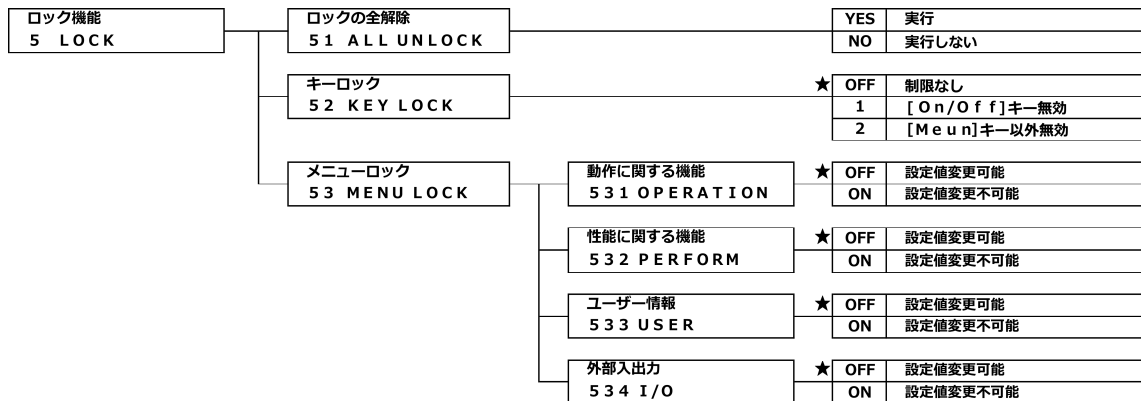 ロック機能
5 LOCK
ロックの全解除
51 ALL UNLOCK
YES 実行
NO 実行しない
キーロック
52 KEY LOCK
★ OFF 制限なし
1 [On/Off]キー無効
2 [Meun]キー以外無効
メニューロック
53 MENU LOCK
動作に関する機能
531 OPERATION
★ OFF 設定値変更可能
ON 設定値変更不可能
性能に関する機能
532 PERFORM
★ OFF 設定値変更可能
ON 設定値変更不可能
ユーザー情報
533 USER
★ OFF 設定値変更可能
ON 設定値変更不可能
外部入出力
534 I/O
★ OFF 設定値変更可能
ON 設定値変更不可能